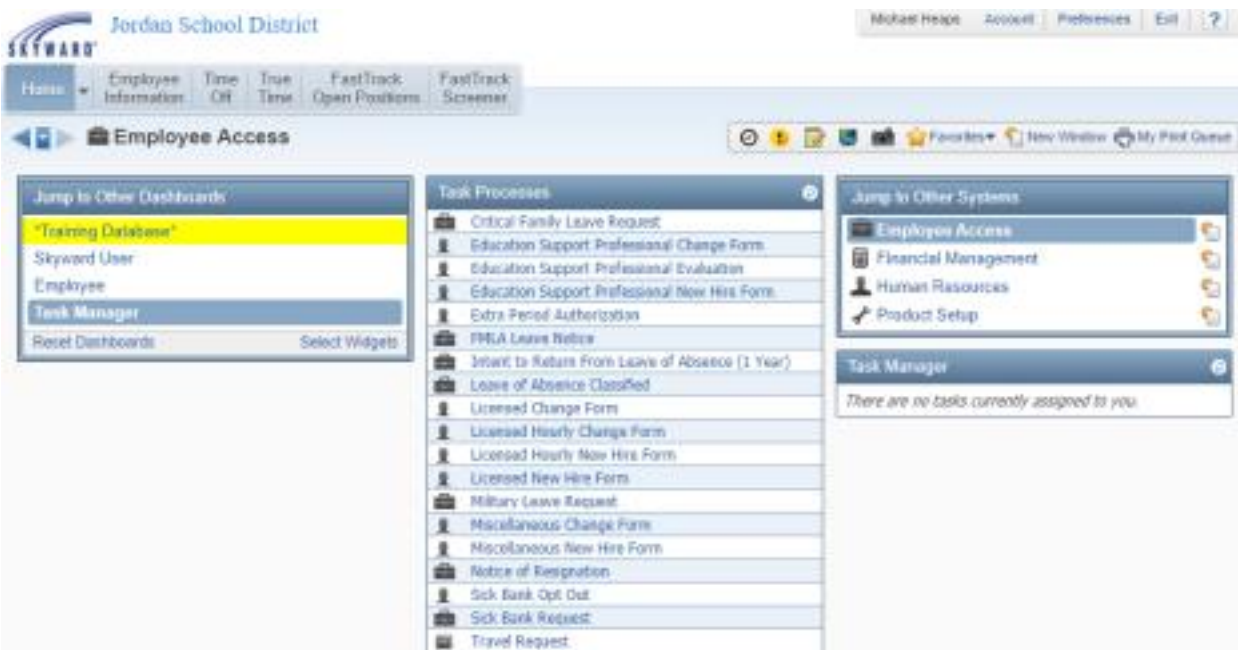 Jordan School District
SKYWARD
Michael Heaps Account Preferences Exit ?
Home
Employee Information
Time Off
True Time
FastTrack Open Positions
FastTrack Screener
Employee Access
Favorites New Window My Print Queue
Jump to Other Dashboards
*Training Database*
Skyward User
Employee
Task Manager
Reset Dashboards Select Widgets
Task Processes
Critical Family Leave Request
Education Support Professional Change Form
Education Support Professional Evaluation
Education Support Professional New Hire Form
Extra Period Authorization
FMLA Leave Notice
Intent to Return From Leave of Absence (1 Year)
Leave of Absence Classified
Licensed Change Form
Licensed Hourly Change Form
Licensed Hourly New Hire Form
Licensed New Hire Form
Military Leave Request
Miscellaneous Change Form
Miscellaneous New Hire Form
Notice of Resignation
Sick Bank Opt Out
Sick Bank Request
Travel Request
Jump to Other Systems
Employee Access
Financial Management
Human Resources
Product Setup
Task Manager
There are no tasks currently assigned to you.